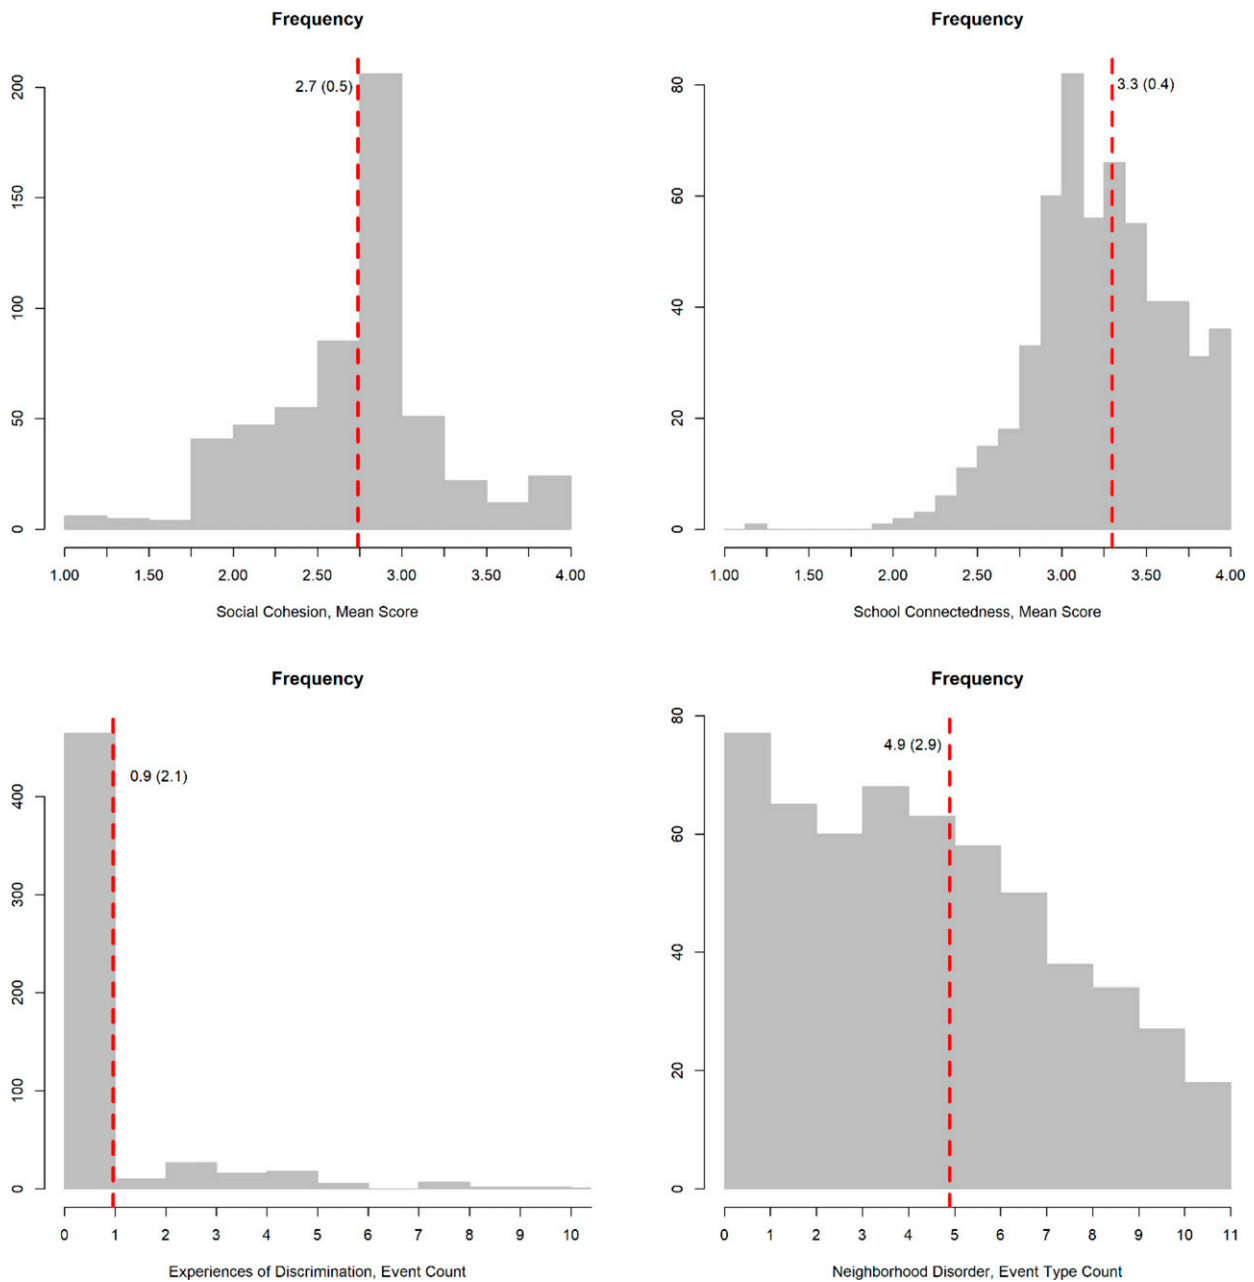 Frequency
2.7 (0.5)
200
150
100
50
0
1.00 1.50 2.00 2.50 3.00 3.50 4.00
Social Cohesion, Mean Score
Frequency
3.3 (0.4)
80
60
40
20
0
1.00 2.00 3.00 3.50 4.00
School Connectedness, Mean Score
Frequency
0.9 (2.1)
400
300
200
100
0
0 1 2 3 4 5 6 7 8 9 10
Experiences of Discrimination, Event Count
Frequency
4.9 (2.9)
80
60
40
20
0
0 1 2 3 4 5 6 7 8 9 10 11
Neighborhood Disorder, Event Type Count